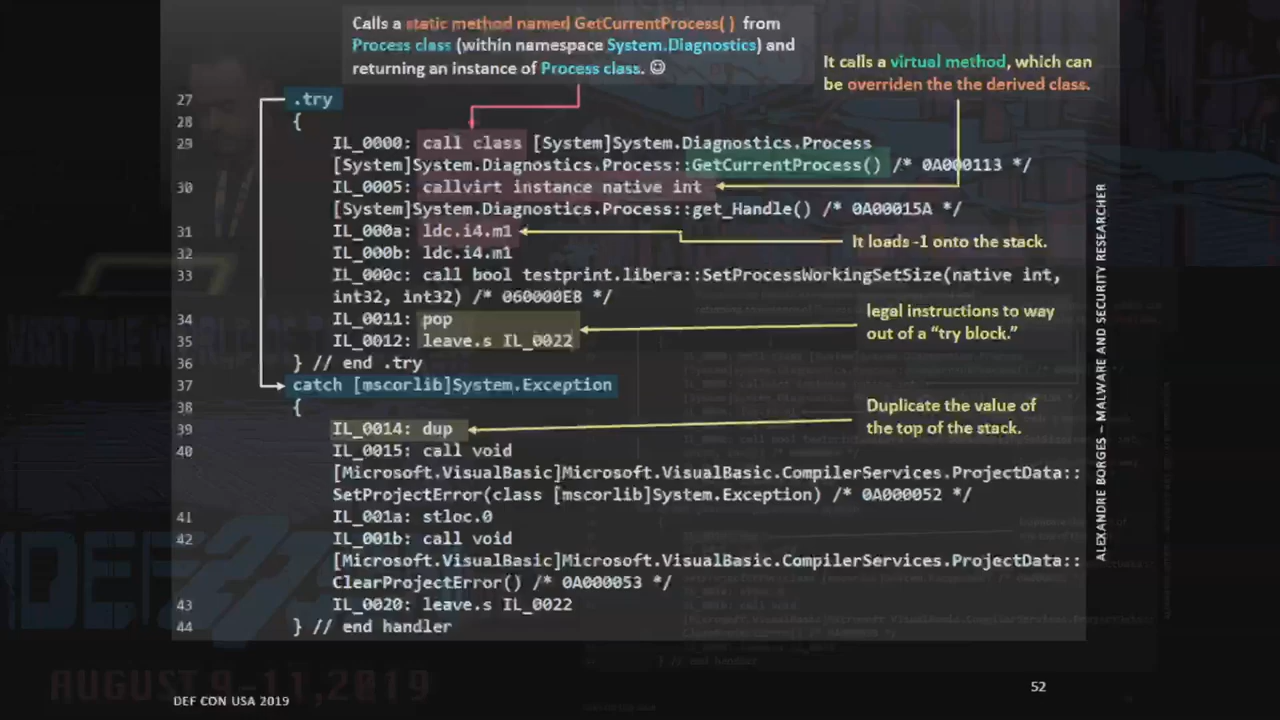 Calls a static method named GetCurrentProcess( ) from
Process class (within namespace System.Diagnostics) and
returning an instance of Process class. ☺
It calls a virtual method, which can
be overriden the the derived class.
27 .try
28 {
29 IL_0000: call class [System]System.Diagnostics.Process
[System]System.Diagnostics.Process::GetCurrentProcess() /* 0A000113 */
30 IL_0005: callvirt instance native int
[System]System.Diagnostics.Process::get_Handle() /* 0A00015A */
31 IL_000a: ldc.i4.m1
It loads -1 onto the stack.
32 IL_000b: ldc.i4.m1
33 IL_000c: call bool testprint.libera::SetProcessWorkingSetSize(native int,
int32, int32) /* 060000E8 */
34 IL_0011: pop
35 IL_0012: leave.s IL_0022
legal instructions to way
out of a “try block.”
36 } // end .try
37 catch [mscorlib]System.Exception
38 {
39 IL_0014: dup
Duplicate the value of
the top of the stack.
40 IL_0015: call void
[Microsoft.VisualBasic]Microsoft.VisualBasic.CompilerServices.ProjectData::
SetProjectError(class [mscorlib]System.Exception) /* 0A000052 */
41 IL_001a: stloc.0
42 IL_001b: call void
[Microsoft.VisualBasic]Microsoft.VisualBasic.CompilerServices.ProjectData::
ClearProjectError() /* 0A000053 */
43 IL_0020: leave.s IL_0022
44 } // end handler
ALEXANDRE BORGES – MALWARE AND SECURITY RESEARCHER
AUGUST 9-11, 2019
DEF CON USA 2019
52